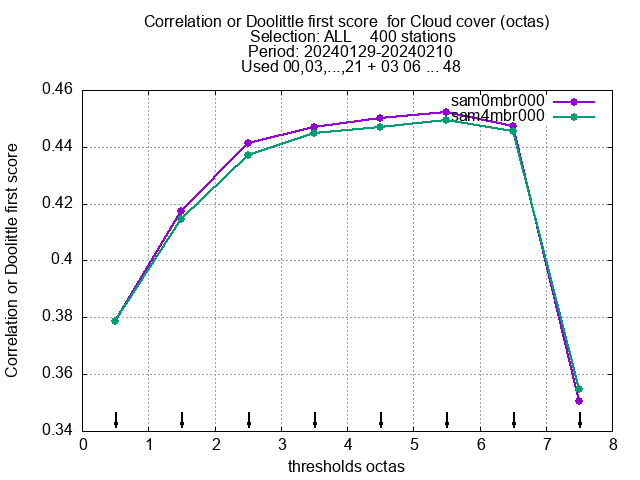 Correlation or Doolittle first score  for Cloud cover (octas)
Selection: ALL    400 stations
Period: 20240129-20240210
Used 00,03,...,21 + 03 06 ... 48
sam0mbr000
sam4mbr000
Correlation or Doolittle first score
0.46
0.44
0.42
0.4
0.38
0.36
0.34
0 1 2 3 4 5 6 7 8
thresholds octas